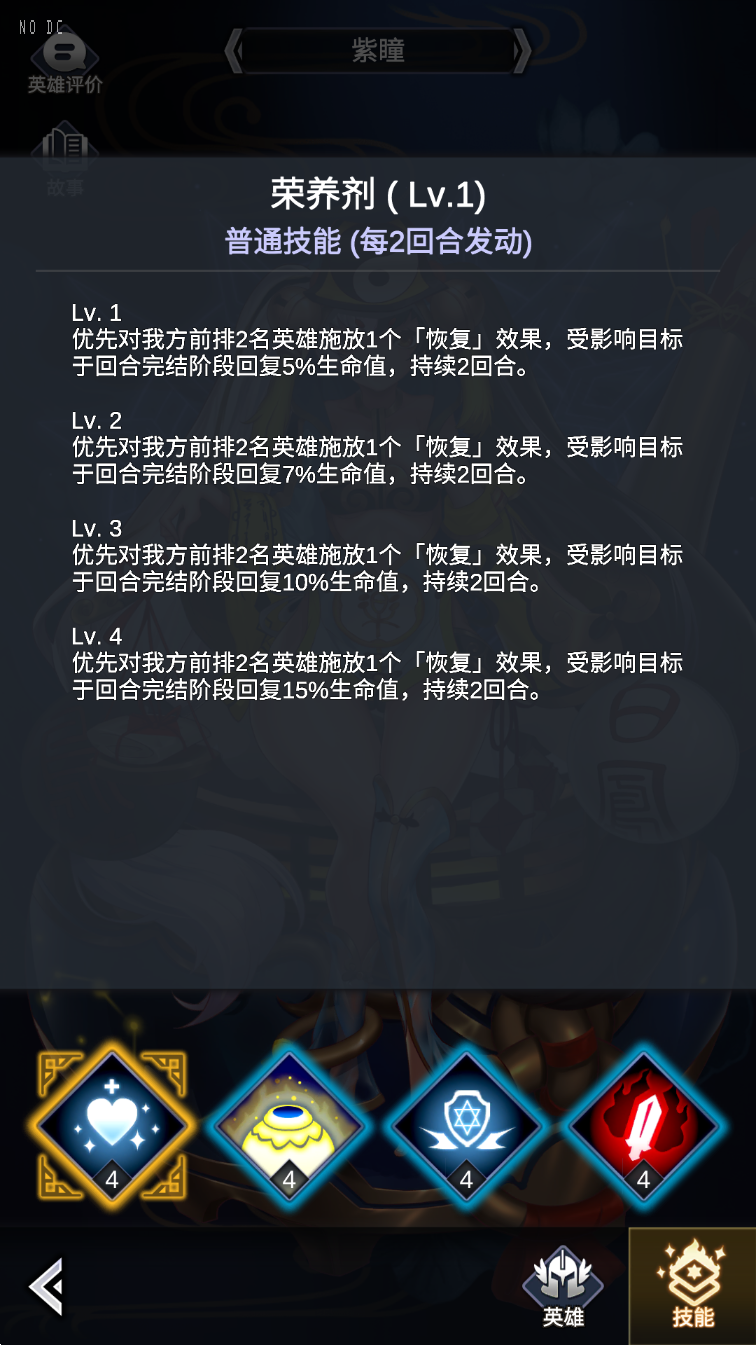 NO DC
紫瞳
英雄评价
故事
荣养剂 ( Lv.1)
普通技能 (每2回合发动)
Lv. 1
优先对我方前排2名英雄施放1个「恢复」效果，受影响目标
于回合完结阶段回复5%生命值，持续2回合。
Lv. 2
优先对我方前排2名英雄施放1个「恢复」效果，受影响目标
于回合完结阶段回复7%生命值，持续2回合。
Lv. 3
优先对我方前排2名英雄施放1个「恢复」效果，受影响目标
于回合完结阶段回复10%生命值，持续2回合。
Lv. 4
优先对我方前排2名英雄施放1个「恢复」效果，受影响目标
于回合完结阶段回复15%生命值，持续2回合。
4 4 4 4
英雄 技能